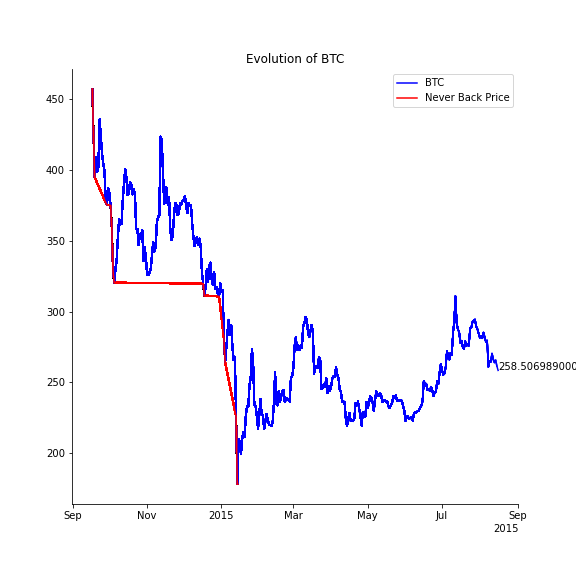 Evolution of BTC
BTC
Never Back Price
450
400
350
300
250
200
258.506989000
Sep
Nov
2015
Mar
May
Jul
Sep
2015